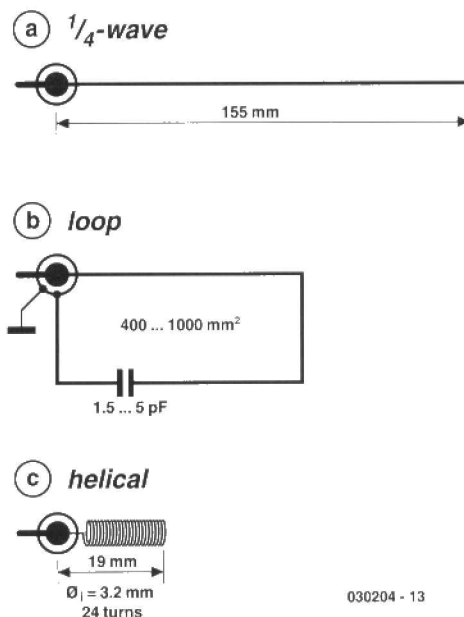 a ¹/₄-wave
155 mm
b loop
400 ... 1000 mm²
1.5 ... 5 pF
c helical
19 mm
Øᵢ = 3.2 mm
24 turns
030204 - 13